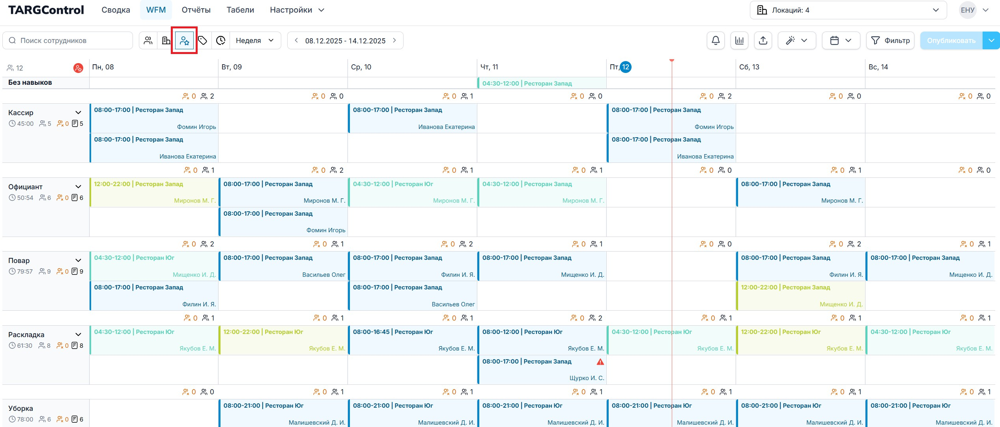 TARGControl Сводка WFM Отчёты Табели Настройки Локаций: 4 ЕНУ
Поиск сотрудников Неделя 08.12.2025 - 14.12.2025 Фильтр Опубликовать
12 Пн, 08 Вт, 09 Ср, 10 Чт, 11 Пт, 12 Сб, 13 Вс, 14
Без навыков 04:30-12:00 | Ресторан Запад
0 2 0 0 0 1 0 0 0 2 0 0 0 0
Кассир 08:00-17:00 | Ресторан Запад 08:00-17:00 | Ресторан Запад 08:00-17:00 | Ресторан Запад
45:00 5 0 5 Фомин Игорь Иванова Екатерина Фомин Игорь
08:00-17:00 | Ресторан Запад 08:00-17:00 | Ресторан Запад
Иванова Екатерина Иванова Екатерина
0 1 0 2 0 1 0 1 0 0 0 1 0 0
Официант 12:00-22:00 | Ресторан Запад 08:00-17:00 | Ресторан Запад 04:30-12:00 | Ресторан Юг 04:30-12:00 | Ресторан Запад 08:00-17:00 | Ресторан Запад
50:54 6 0 6 Миронов М. Г. Миронов М. Г. Миронов М. Г. Миронов М. Г. Миронов М. Г.
08:00-17:00 | Ресторан Запад
Фомин Игорь
0 2 0 1 0 2 0 1 0 0 0 2 0 1
Повар 04:30-12:00 | Ресторан Юг 08:00-17:00 | Ресторан Запад 08:00-17:00 | Ресторан Запад 08:00-17:00 | Ресторан Запад 08:00-17:00 | Ресторан Запад 08:00-17:00 | Ресторан Запад
79:57 9 0 9 Мищенко И. Д. Васильев Олег Филин И. Я. Мищенко И. Д. Филин И. Я. Мищенко И. Д.
08:00-17:00 | Ресторан Запад 08:00-17:00 | Ресторан Запад 12:00-22:00 | Ресторан Запад
Филин И. Я. Васильев Олег Мищенко И. Д.
0 1 0 1 0 1 0 2 0 1 0 1 0 1
Раскладка 04:30-12:00 | Ресторан Юг 12:00-22:00 | Ресторан Юг 08:00-16:45 | Ресторан Юг 08:00-12:00 | Ресторан Юг 04:30-12:00 | Ресторан Юг 12:00-22:00 | Ресторан Юг 04:30-12:00 | Ресторан Юг
61:30 8 0 8 Якубов Е. М. Якубов Е. М. Якубов Е. М. Якубов Е. М. Якубов Е. М. Якубов Е. М. Якубов Е. М.
08:00-17:00 | Ресторан Запад
Щурко И. С.
0 0 0 1 0 1 0 1 0 1 0 1 0 1
Уборка 08:00-21:00 | Ресторан Юг 08:00-21:00 | Ресторан Юг 08:00-21:00 | Ресторан Юг 08:00-21:00 | Ресторан Юг 08:00-21:00 | Ресторан Юг 08:00-21:00 | Ресторан Юг
78:00 6 0 6 Малишевский Д. И. Малишевский Д. И. Малишевский Д. И. Малишевский Д. И. Малишевский Д. И. Малишевский Д. И.